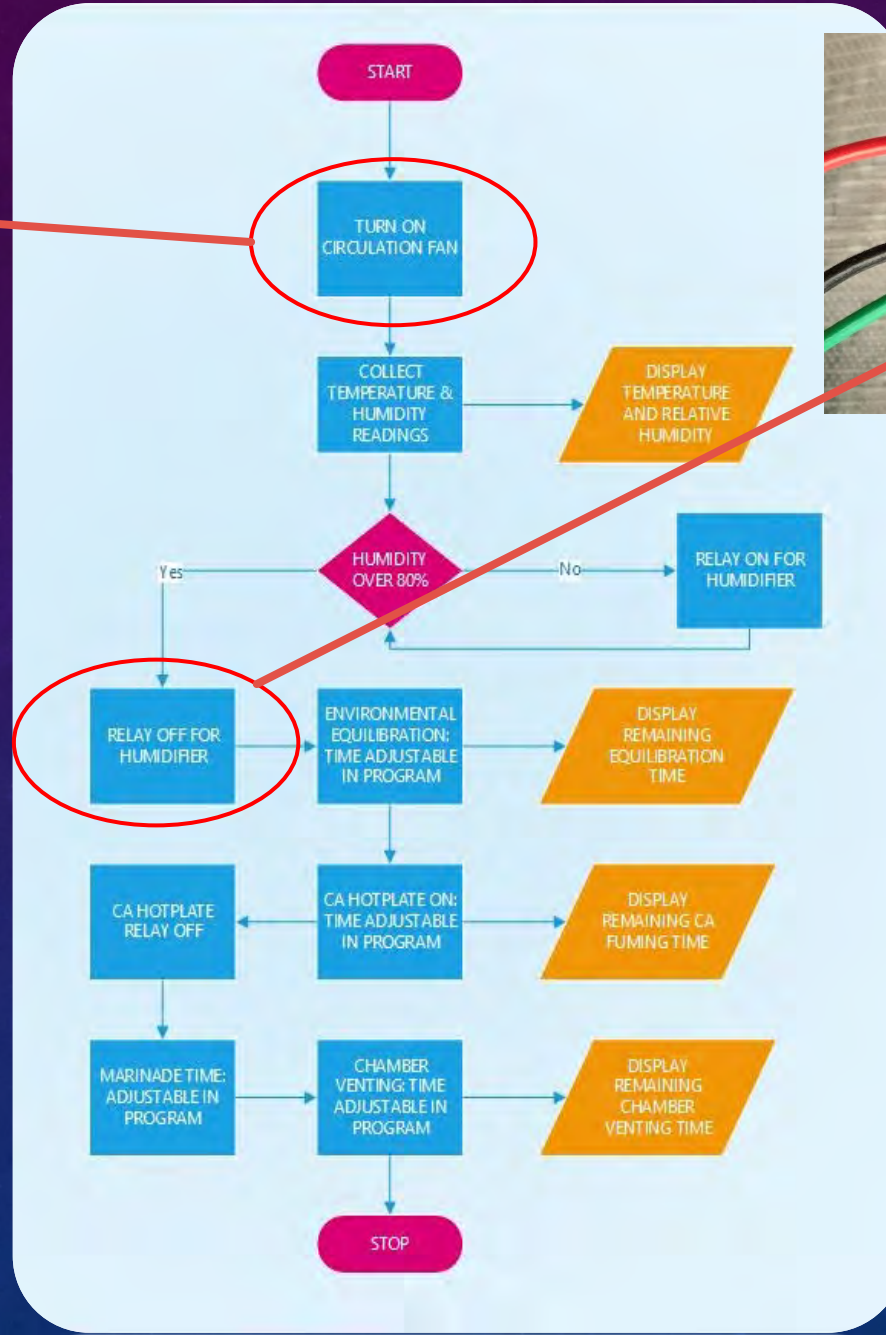 START
TURN ON
CIRCULATION FAN
COLLECT
TEMPERATURE &
HUMIDITY
READINGS
DISPLAY
TEMPERATURE
AND RELATIVE
HUMIDITY
HUMIDITY
OVER 80%
Yes
No
RELAY ON FOR
HUMIDIFIER
RELAY OFF FOR
HUMIDIFIER
ENVIRONMENTAL
EQUILIBRATION:
TIME ADJUSTABLE
IN PROGRAM
DISPLAY
REMAINING
EQUILIBRATION
TIME
CA HOTPLATE
RELAY OFF
CA HOTPLATE ON:
TIME ADJUSTABLE
IN PROGRAM
DISPLAY
REMAINING CA
FUMING TIME
MARINADE TIME:
ADJUSTABLE IN
PROGRAM
CHAMBER
VENTING: TIME
ADJUSTABLE IN
PROGRAM
DISPLAY
REMAINING
CHAMBER
VENTING TIME
STOP